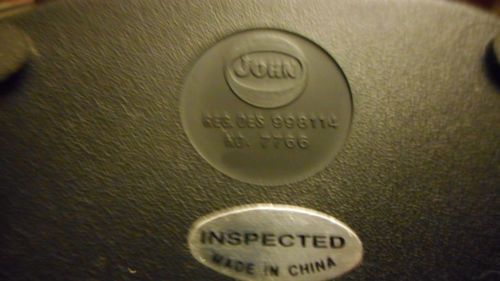 JOHN
REG. DES 998114
NO. 7766
INSPECTED
MADE IN CHINA